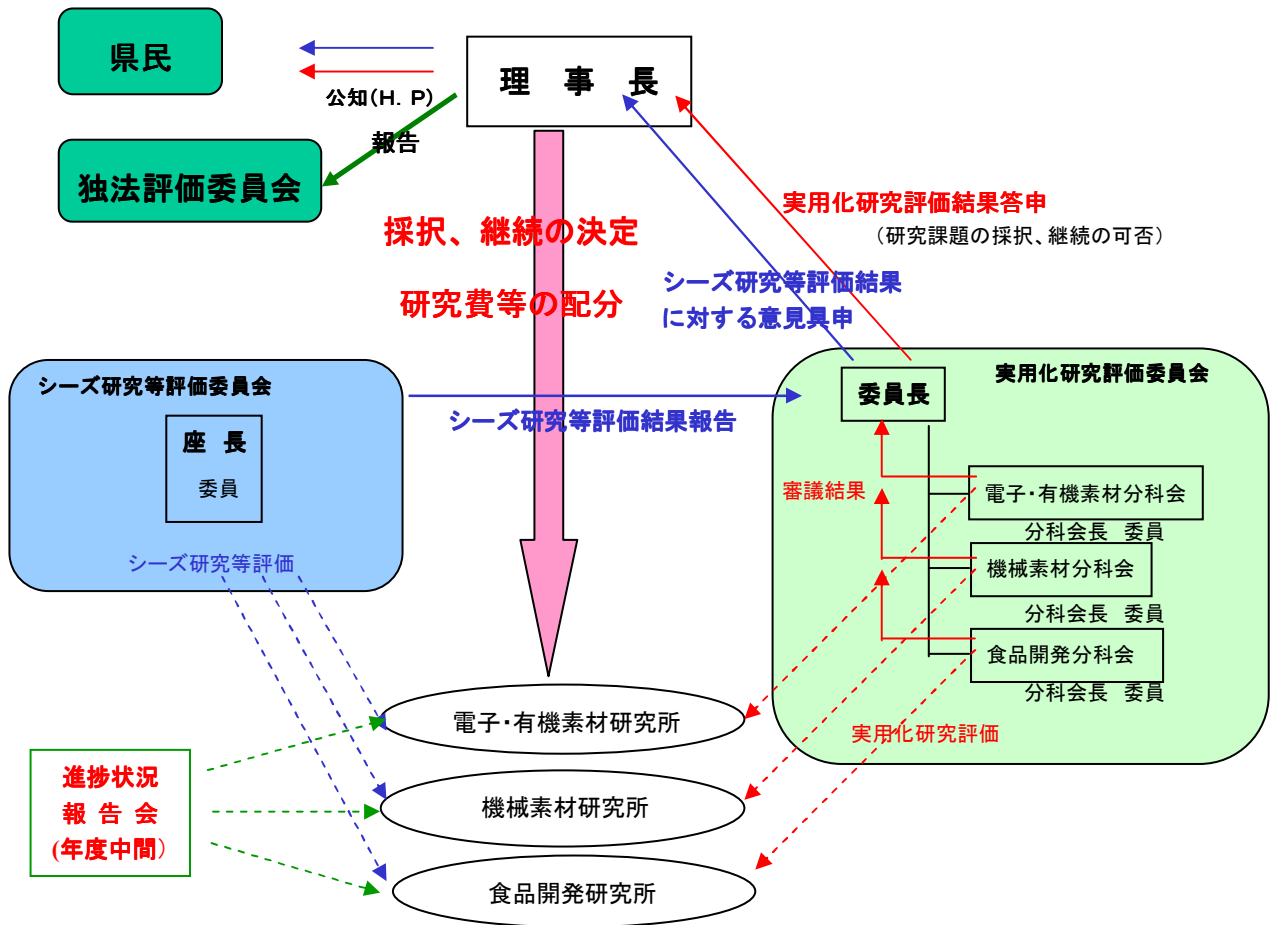 県民
理 事 長
公知(H. P)
報告
独法評価委員会
採択、継続の決定
研究費等の配分
実用化研究評価結果答申
（研究課題の採択、継続の可否）
シーズ研究等評価結果
に対する意見具申
シーズ研究等評価委員会
座 長
委員
シーズ研究等評価
シーズ研究等評価結果報告
実用化研究評価委員会
委員長
審議結果
電子・有機素材分科会
分科会長 委員
機械素材分科会
分科会長 委員
食品開発分科会
分科会長 委員
実用化研究評価
電子・有機素材研究所
機械素材研究所
食品開発研究所
進捗状況
報 告 会
(年度中間）